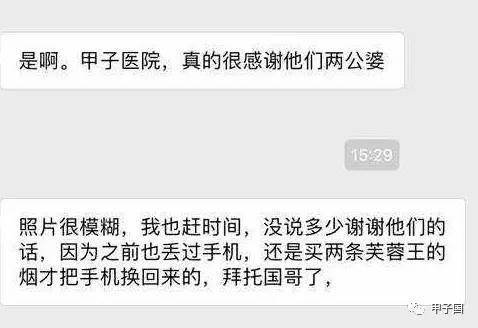 是啊。甲子医院，真的很感谢他们两公婆
15:29
照片很模糊，我也赶时间，没说多少谢谢他们的
话，因为之前也丢过手机，还是买两条芙蓉王的
烟才把手机换回来的，拜托国哥了，
甲子国